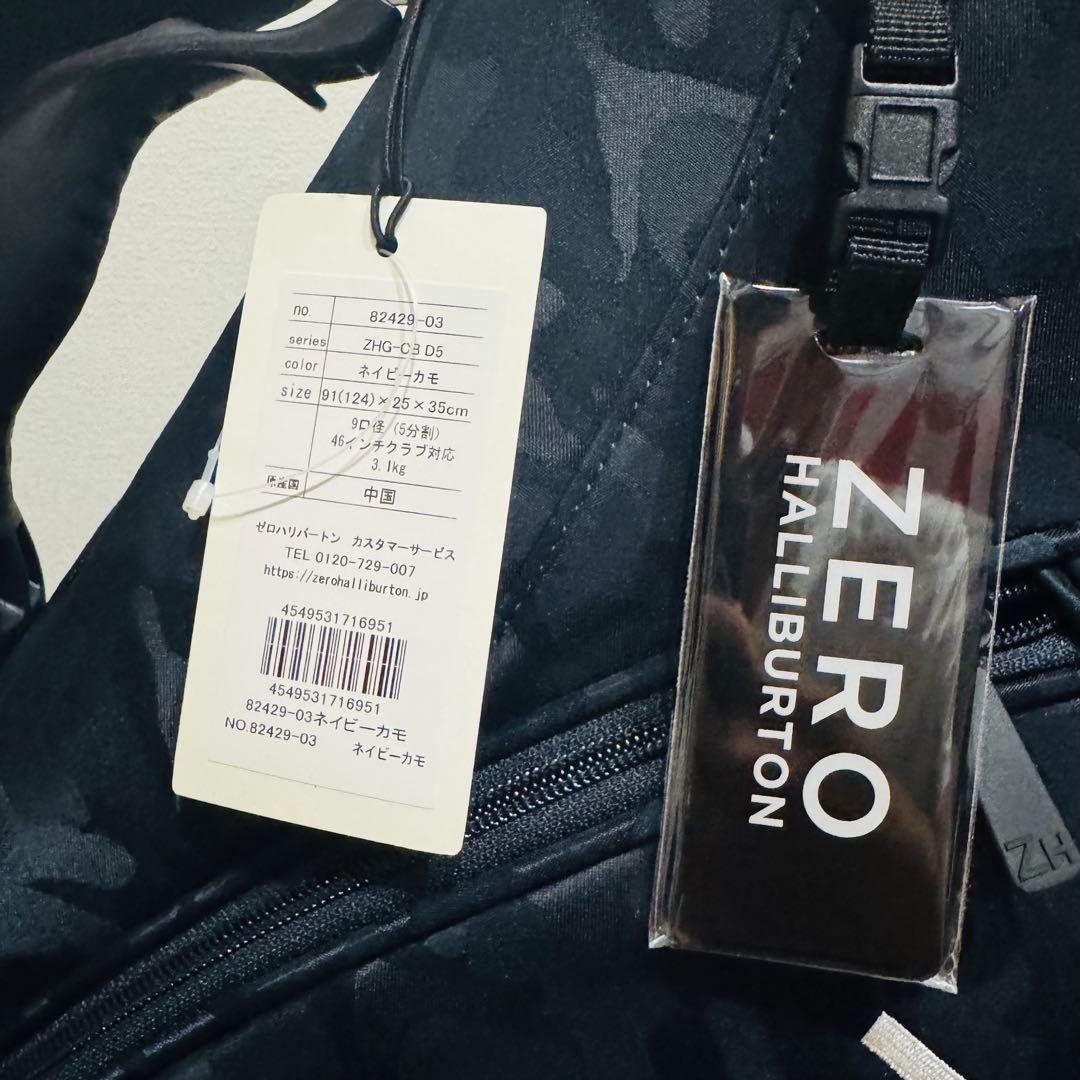 no. 82429-03
series ZHG-CB D5
color ネイビーカモ
size 91(124)×25×35cm
9口径(5分割)
46インチクラブ対応
3.1kg
原産国 中国
ゼロハリバートン カスタマーサービス
TEL 0120-729-007
https://zerohalliburton.jp
4549531716951
4549531716951
82429-03ネイビーカモ
NO.82429-03 ネイビーカモ
ZERO
HALLIBURTON
ZH